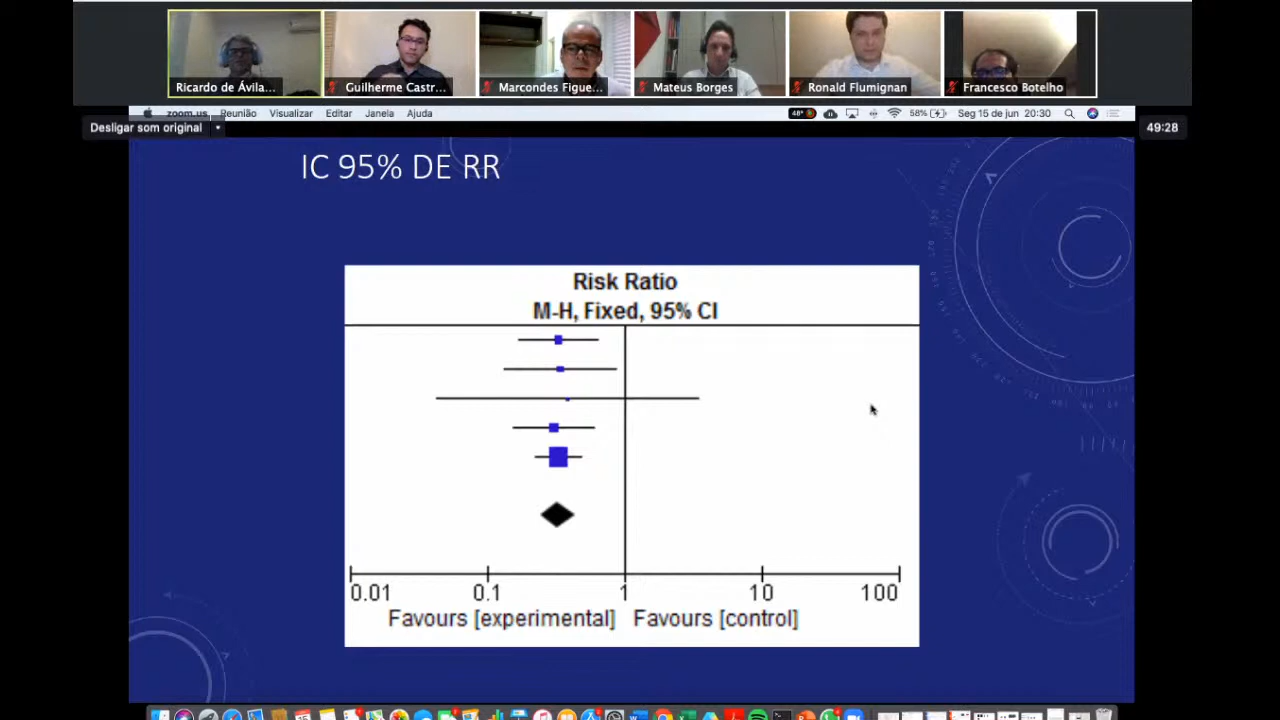 Ricardo de Ávila...
Guilherme Castr...
Marcondes Figue...
Mateus Borges
Ronald Flumignan
Francesco Botelho
zoom.us Reunião Visualizar Editar Janela Ajuda
48° 58% Seg 15 de jun 20:30
Desligar som original
49:28
IC 95% DE RR
Risk Ratio
M-H, Fixed, 95% CI
0.01 0.1 1 10 100
Favours [experimental] Favours [control]